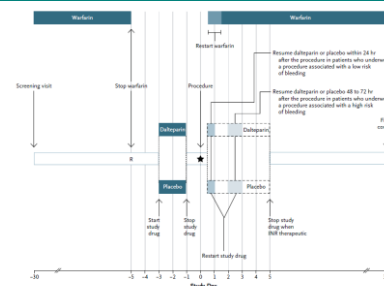 Warfarin
Warfarin
Restart warfarin
Resume dalteparin or placebo within 24 hr
after the procedure in patients who underw
a procedure associated with a low risk
of bleeding
Screening visit
Stop warfarin
Procedure
Resume dalteparin or placebo 48 to 72 hr
after the procedure in patients who underw
a procedure associated with a high risk
of bleeding
Dalteparin
Dalteparin
R
Placebo
Placebo
Start
study
drug
Stop
study
drug
Stop study
drug when
INR therapeutic
Restart study drug
−30
−5
−4
−3
−2
−1
0
1
2
3
4
5
Study Day